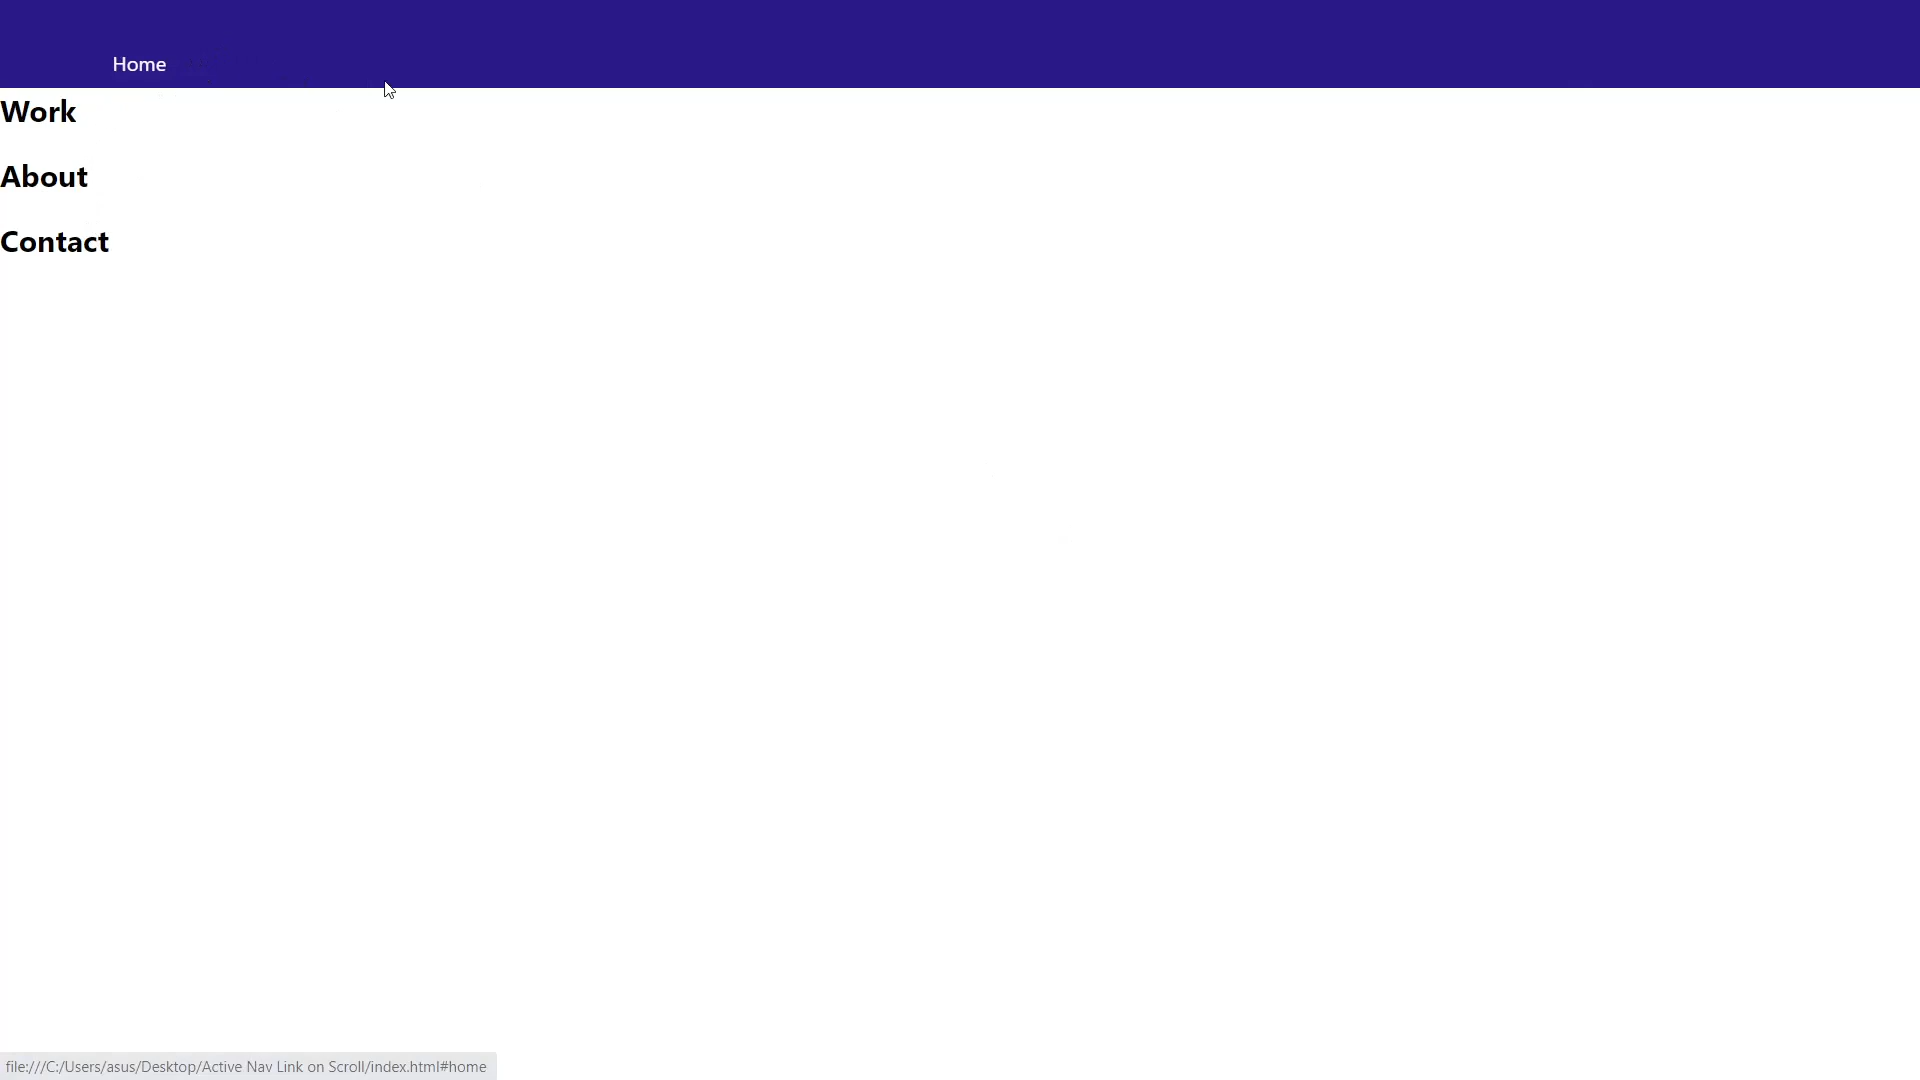 Home
Work
About
Contact
file:///C:/Users/asus/Desktop/Active Nav Link on Scroll/index.html#home